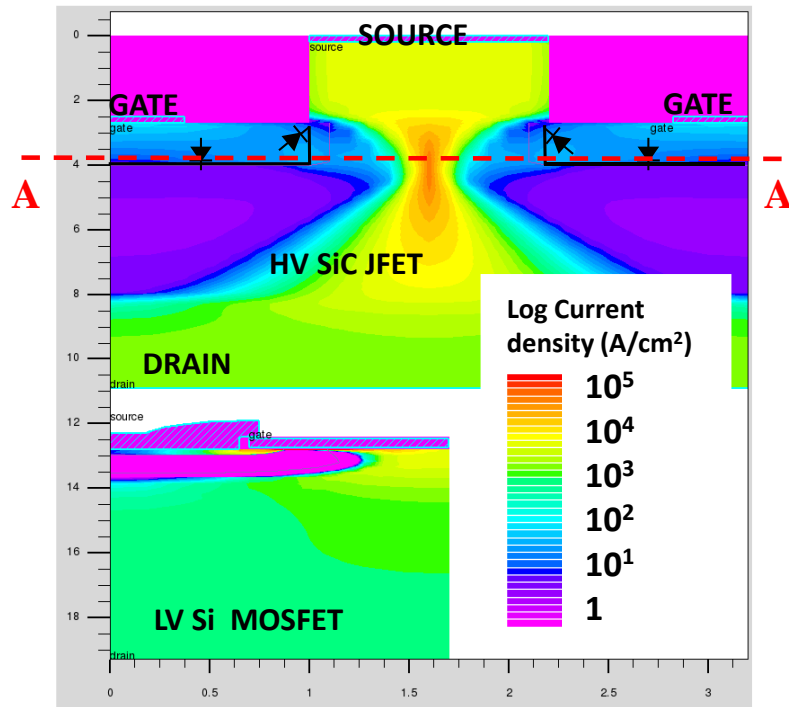 0
SOURCE
source
2
GATE
gate
GATE
gate
4
A
A
6
HV SiC JFET
8
Log Current
density (A/cm²)
10⁵
10⁴
10³
10²
10¹
1
10
DRAIN
drain
12
source
gate
14
16
18
LV Si MOSFET
drain
0
0.5
1
1.5
2
2.5
3